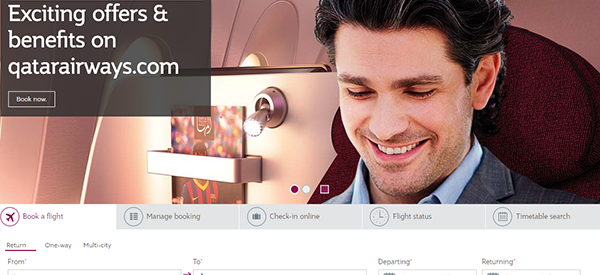 Exciting offers &
benefits on
qatarairways.com
Book now.
Book a flight
Manage booking
Check-in online
Flight status
Timetable search
Return One-way Multi-city
From* To* Departing* Returning*